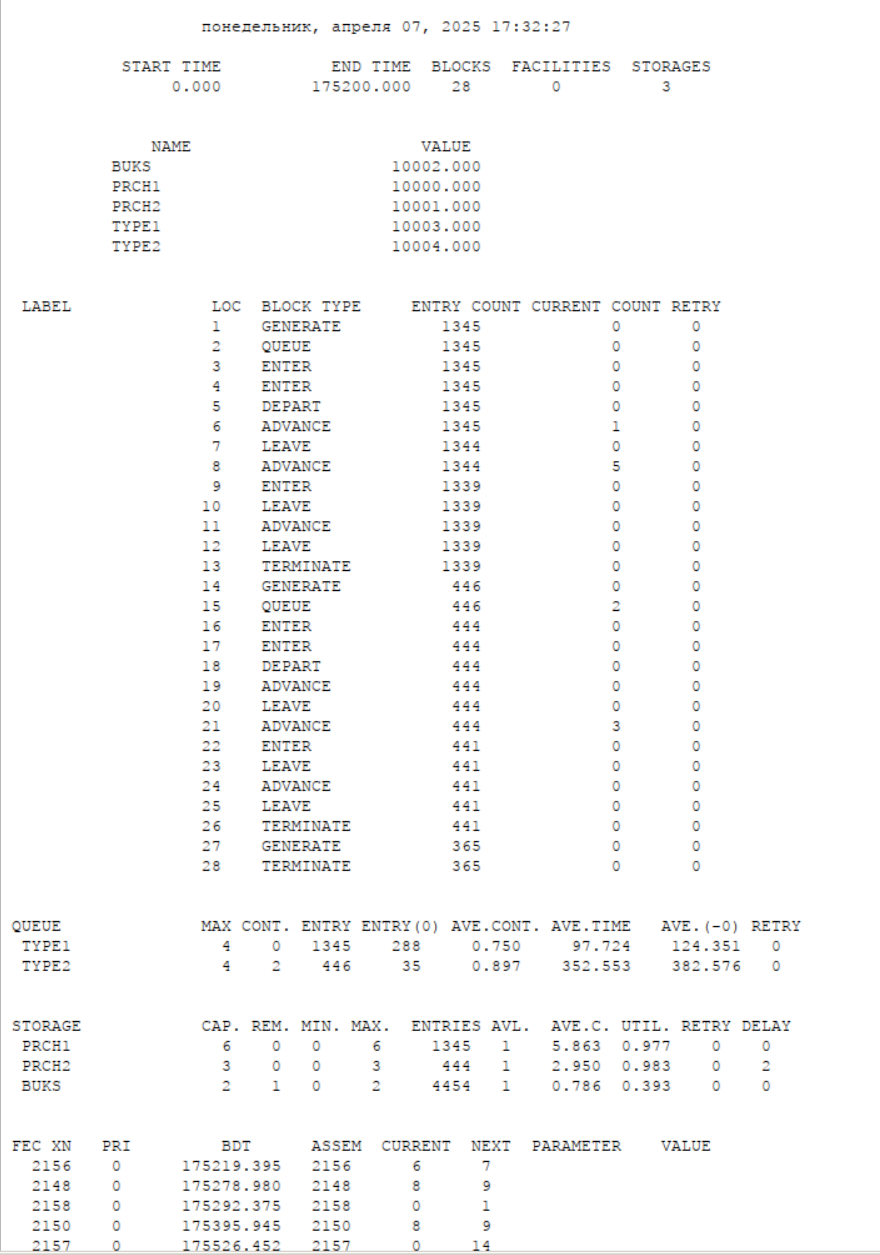 понедельник, апреля 07, 2025 17:32:27
START TIME END TIME BLOCKS FACILITIES STORAGES
0.000 175200.000 28 0 3
NAME VALUE
BUKS 10002.000
PRCH1 10000.000
PRCH2 10001.000
TYPE1 10003.000
TYPE2 10004.000
LABEL LOC BLOCK TYPE ENTRY COUNT CURRENT COUNT RETRY
1 GENERATE 1345 0 0
2 QUEUE 1345 0 0
3 ENTER 1345 0 0
4 ENTER 1345 0 0
5 DEPART 1345 0 0
6 ADVANCE 1345 1 0
7 LEAVE 1344 0 0
8 ADVANCE 1344 5 0
9 ENTER 1339 0 0
10 LEAVE 1339 0 0
11 ADVANCE 1339 0 0
12 LEAVE 1339 0 0
13 TERMINATE 1339 0 0
14 GENERATE 446 0 0
15 QUEUE 446 2 0
16 ENTER 444 0 0
17 ENTER 444 0 0
18 DEPART 444 0 0
19 ADVANCE 444 0 0
20 LEAVE 444 0 0
21 ADVANCE 444 3 0
22 ENTER 441 0 0
23 LEAVE 441 0 0
24 ADVANCE 441 0 0
25 LEAVE 441 0 0
26 TERMINATE 441 0 0
27 GENERATE 365 0 0
28 TERMINATE 365 0 0
QUEUE MAX CONT. ENTRY ENTRY(0) AVE.CONT. AVE.TIME AVE.(-0) RETRY
TYPE1 4 0 1345 288 0.750 97.724 124.351 0
TYPE2 4 2 446 35 0.897 352.553 382.576 0
STORAGE CAP. REM. MIN. MAX. ENTRIES AVL. AVE.C. UTIL. RETRY DELAY
PRCH1 6 0 0 6 1345 1 5.863 0.977 0 0
PRCH2 3 0 0 3 444 1 2.950 0.983 0 2
BUKS 2 1 0 2 4454 1 0.786 0.393 0 0
FEC XN PRI BDT ASSEM CURRENT NEXT PARAMETER VALUE
2156 0 175219.395 2156 6 7
2148 0 175278.980 2148 8 9
2158 0 175292.375 2158 0 1
2150 0 175395.945 2150 8 9
2157 0 175526.452 2157 0 14